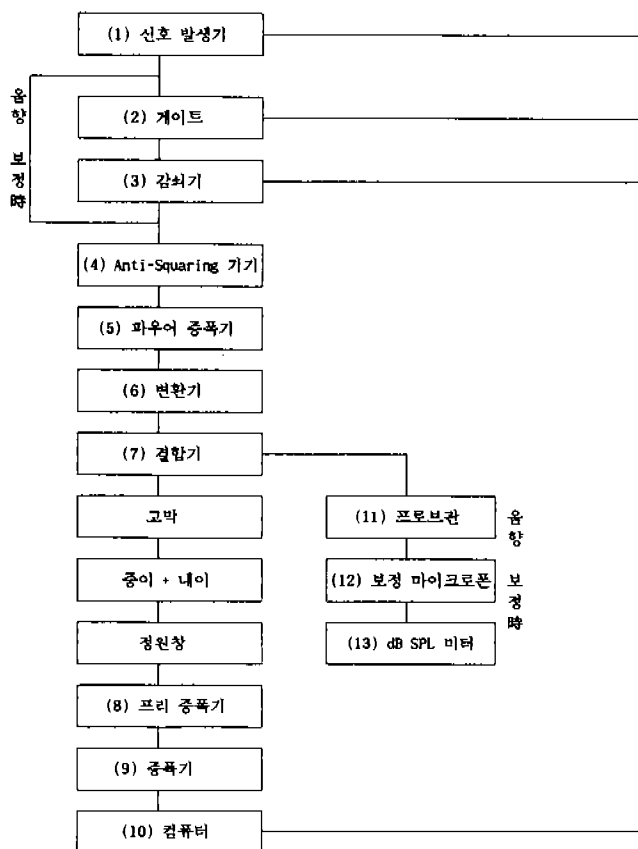 (1) 신호 발생기
음향 보정時
(2) 게이트
(3) 감쇠기
(4) Anti-Squaring 기기
(5) 파우어 증폭기
(6) 변환기
(7) 결합기
고막
(11) 프로브관
음향 보정時
중이 + 내이
(12) 보정 마이크로폰
정원창
(13) dB SPL 미터
(8) 프리 증폭기
(9) 증폭기
(10) 컴퓨터